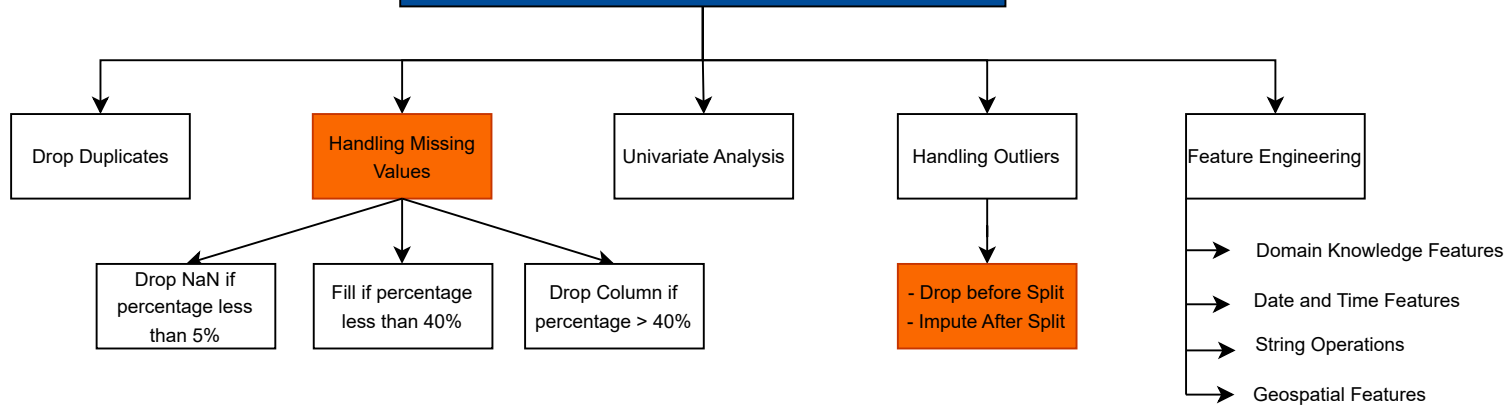 Drop Duplicates
Handling Missing
Values
Univariate Analysis
Handling Outliers
Feature Engineering
Drop NaN if
percentage less
than 5%
Fill if percentage
less than 40%
Drop Column if
percentage > 40%
- Drop before Split
- Impute After Split
Domain Knowledge Features
Date and Time Features
String Operations
Geospatial Features